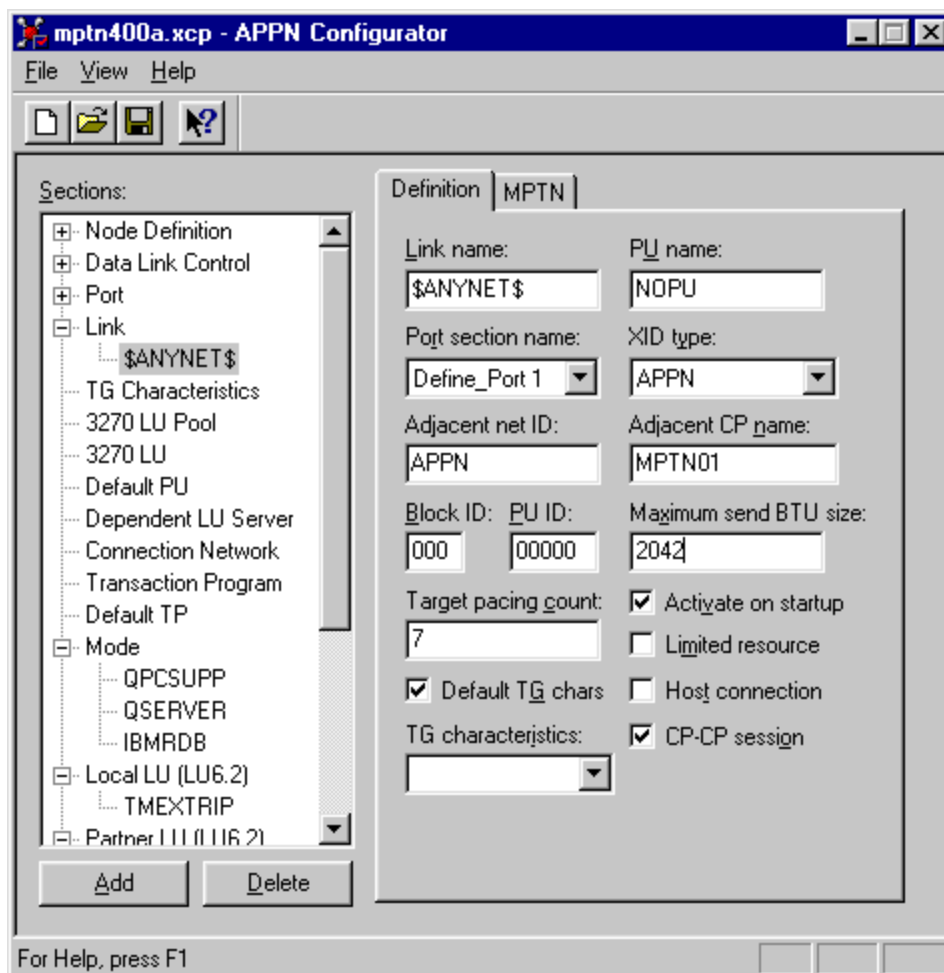 mptn400a.xcp - APPN Configurator
File View Help
Sections:
Node Definition
Data Link Control
Port
Link
$ANYNET$
TG Characteristics
3270 LU Pool
3270 LU
Default PU
Dependent LU Server
Connection Network
Transaction Program
Default TP
Mode
QPCSUPP
QSERVER
IBMRDB
Local LU (LU6.2)
TMEXTRIP
Partner LU (LU6.2)
Add Delete
Definition MPTN
Link name: PU name:
$ANYNET$ NOPU
Port section name: XID type:
Define_Port 1 APPN
Adjacent net ID: Adjacent CP name:
APPN MPTN01
Block ID: PU ID: Maximum send BTU size:
000 00000 2042
Target pacing count: Activate on startup
7 Limited resource
Default TG chars Host connection
TG characteristics: CP-CP session
For Help, press F1